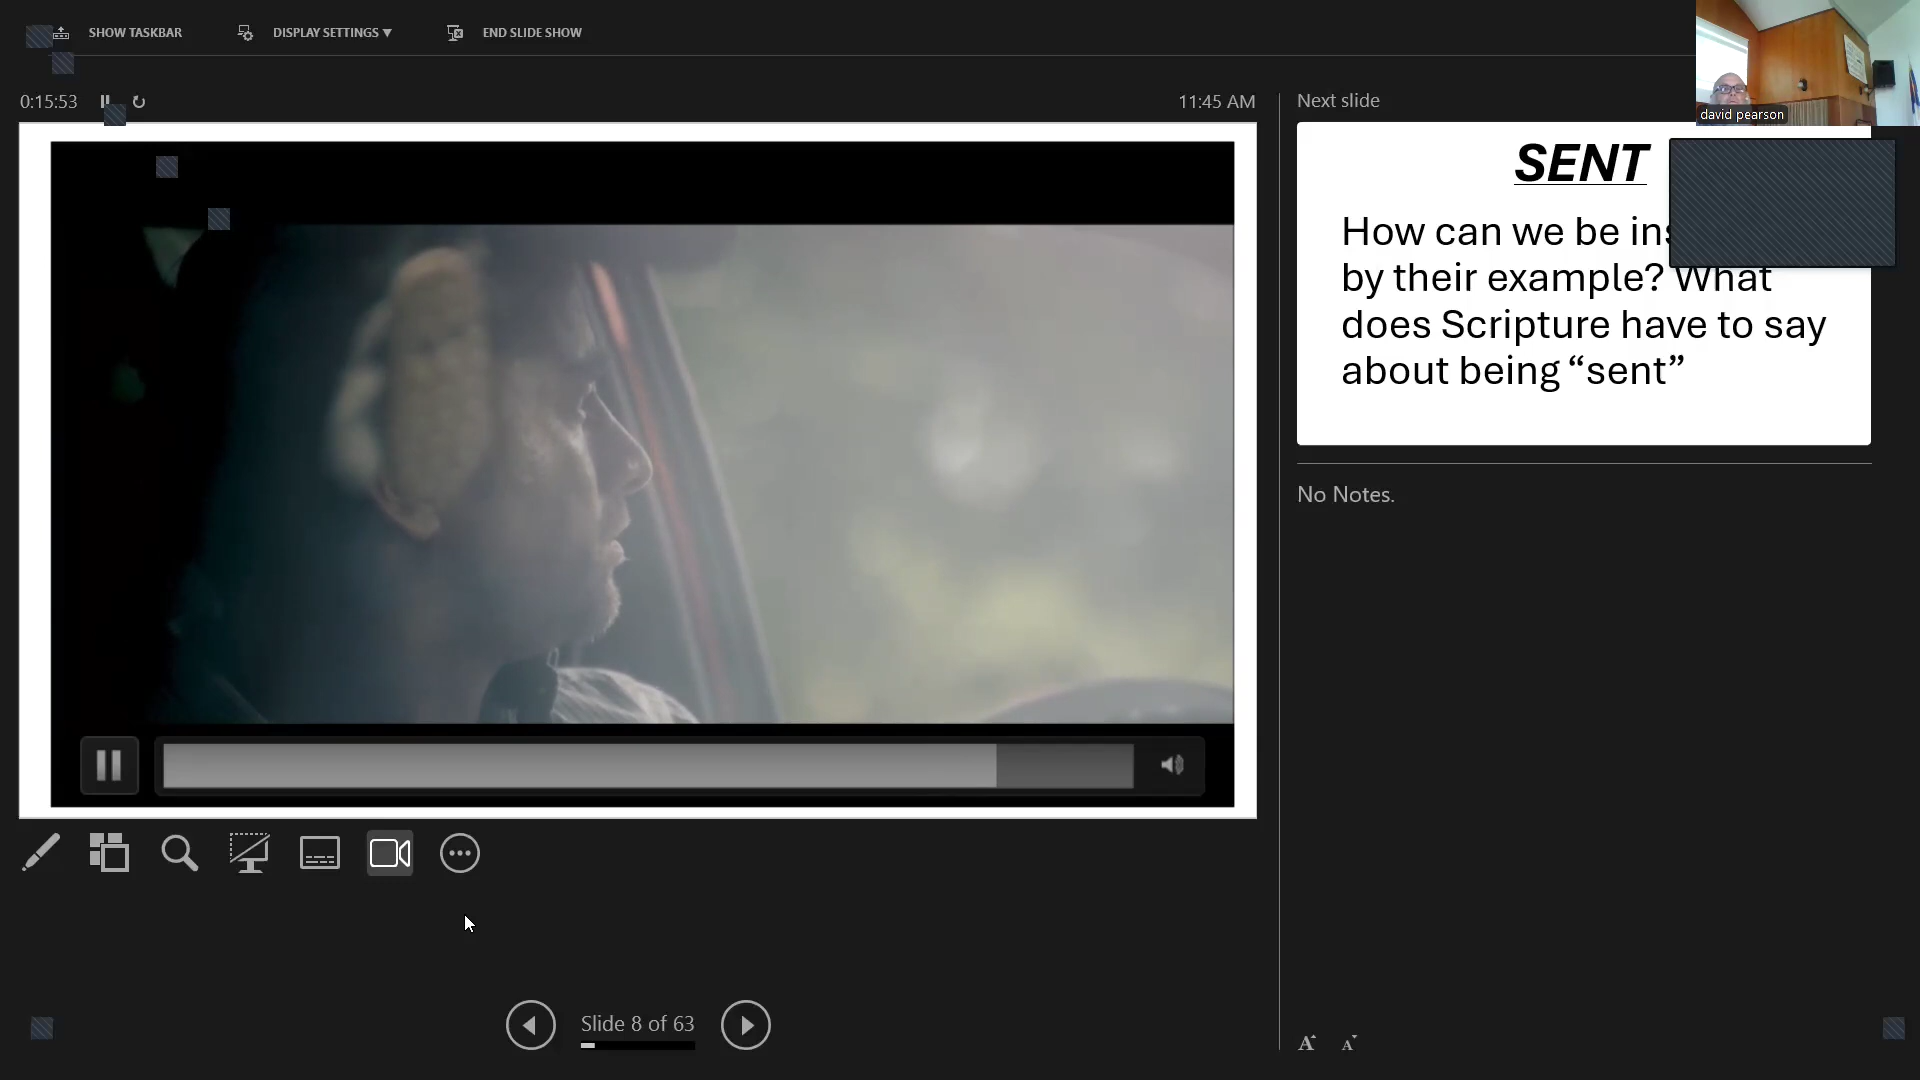 SHOW TASKBAR
DISPLAY SETTINGS ▼
END SLIDE SHOW
0:15:53
11:45 AM
Next slide
david pearson
SENT
How can we be
by their example? What
does Scripture have to say
about being “sent”
No Notes.
Slide 8 of 63
A A